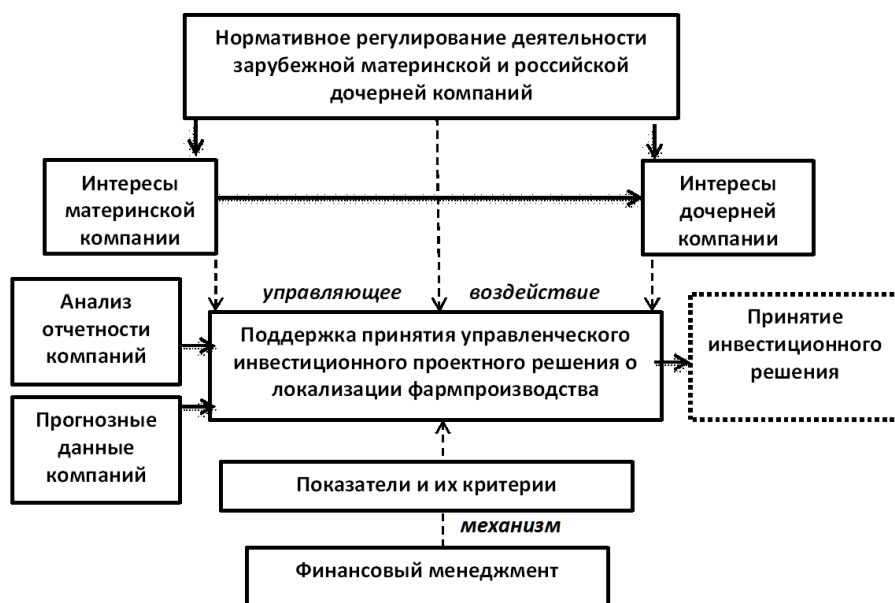 Нормативное регулирование деятельности
зарубежной материнской и российской
дочерней компаний
Интересы
материнской
компании
Интересы
дочерней
компании
управляющее воздействие
Анализ
отчетности
компаний
Поддержка принятия управленческого
инвестиционного проектного решения о
локализации фармпроизводства
Принятие
инвестиционного
решения
Прогнозные
данные
компаний
Показатели и их критерии
механизм
Финансовый менеджмент